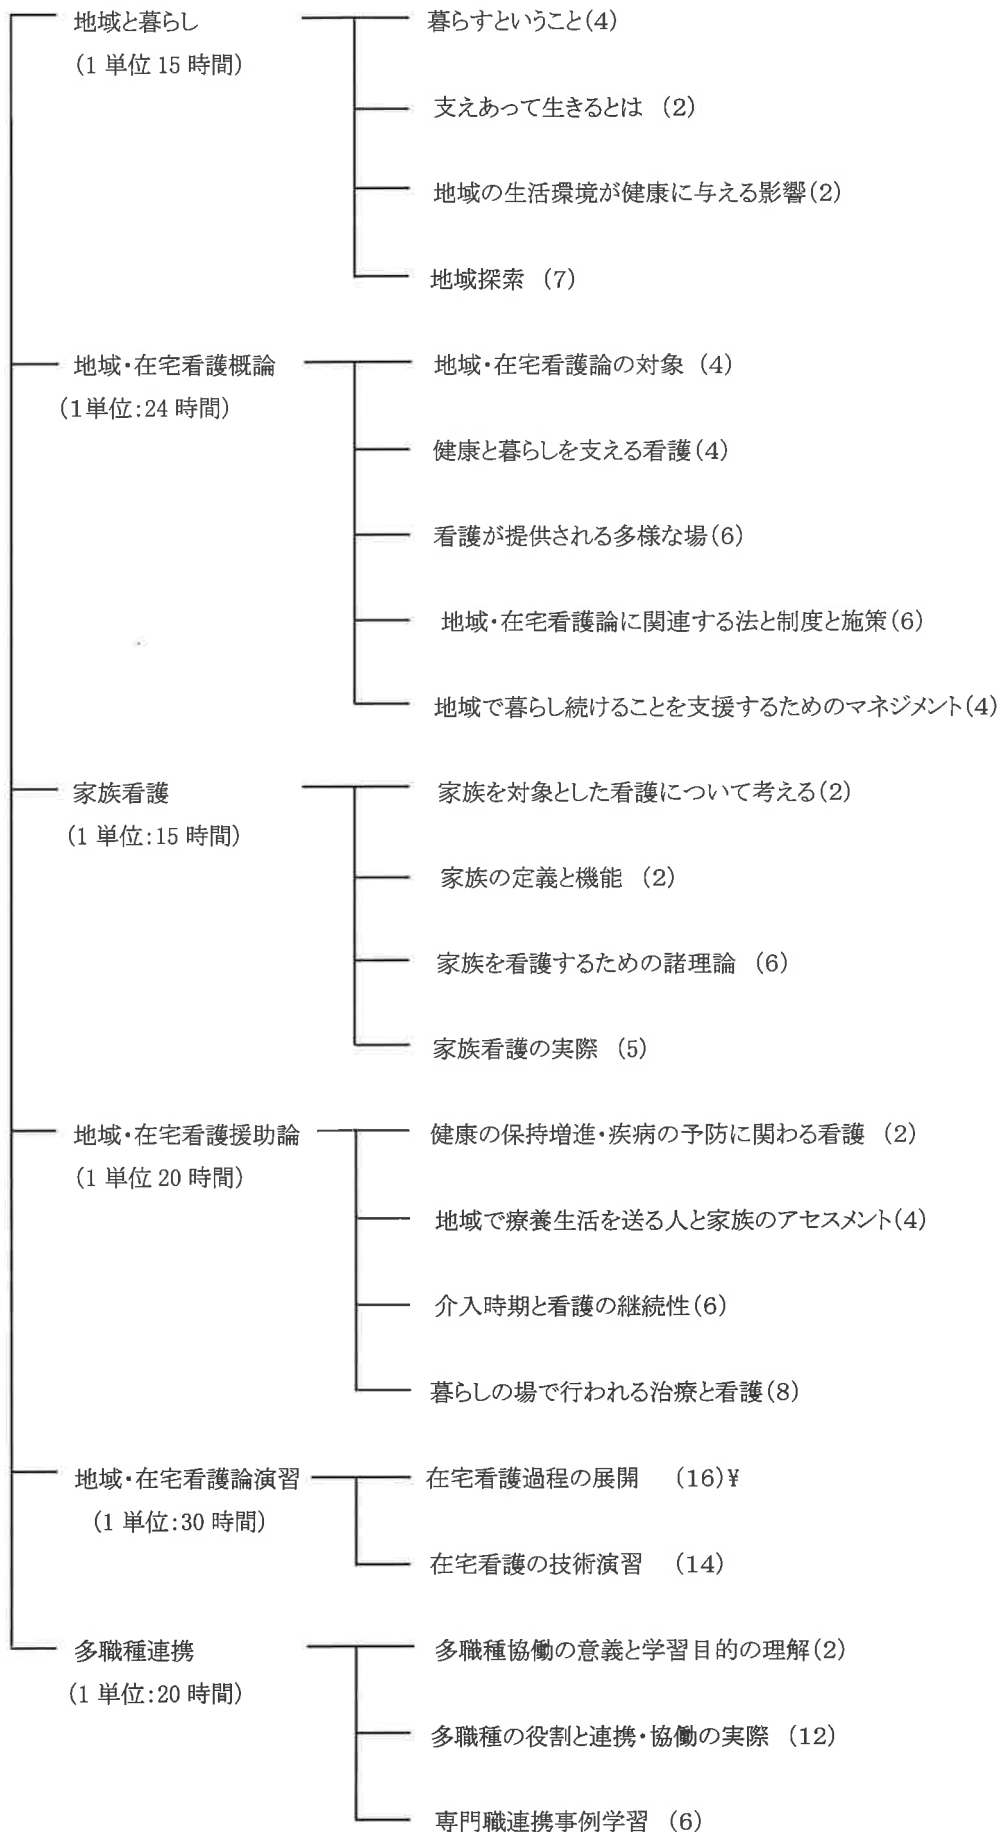 地域と暮らし
(1 単位 15 時間)
暮らすということ(4)
支えあって生きるとは (2)
地域の生活環境が健康に与える影響(2)
地域探索 (7)
地域・在宅看護概論
(1単位:24 時間)
地域・在宅看護論の対象 (4)
健康と暮らしを支える看護(4)
看護が提供される多様な場(6)
地域・在宅看護論に関連する法と制度と施策(6)
地域で暮らし続けることを支援するためのマネジメント(4)
家族看護
(1 単位:15 時間)
家族を対象とした看護について考える(2)
家族の定義と機能 (2)
家族を看護するための諸理論 (6)
家族看護の実際 (5)
地域・在宅看護援助論
(1 単位 20 時間)
健康の保持増進・疾病の予防に関わる看護 (2)
地域で療養生活を送る人と家族のアセスメント(4)
介入時期と看護の継続性(6)
暮らしの場で行われる治療と看護(8)
地域・在宅看護論演習
(1 単位:30 時間)
在宅看護過程の展開 (16)¥
在宅看護の技術演習 (14)
多職種連携
(1 単位:20 時間)
多職種協働の意義と学習目的の理解(2)
多職種の役割と連携・協働の実際 (12)
専門職連携事例学習 (6)